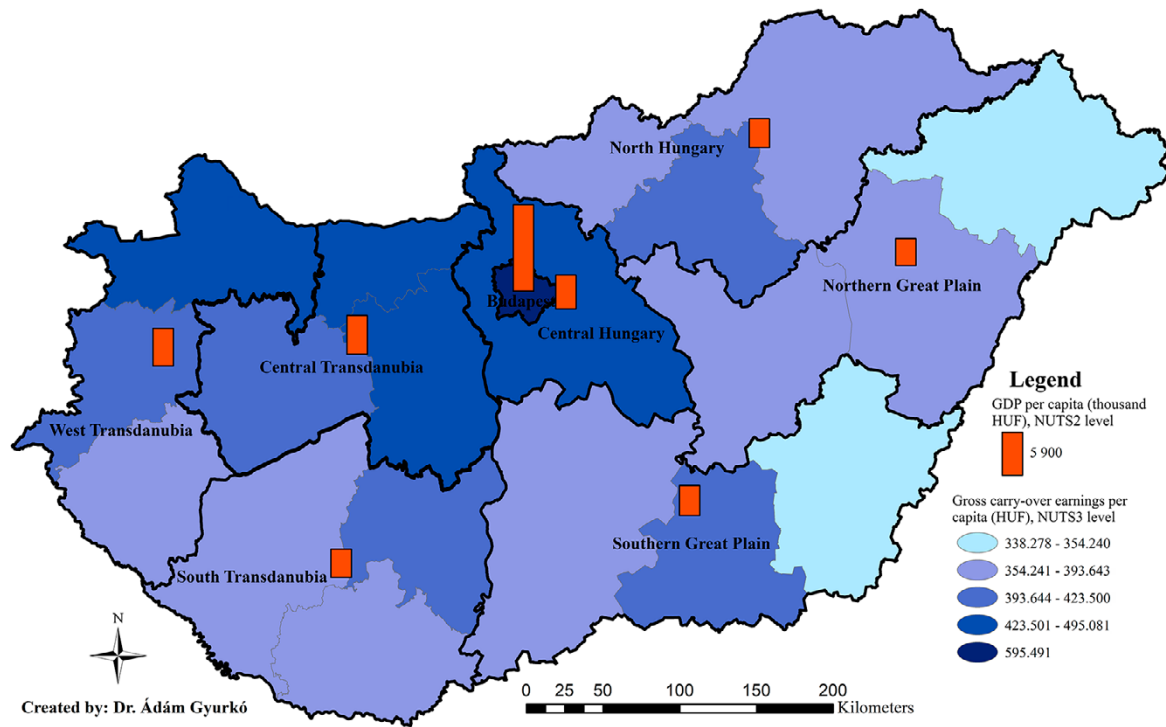 North Hungary
Northern Great Plain
Budapest
Central Hungary
Central Transdanubia
West Transdanubia
Southern Great Plain
South Transdanubia
Legend
GDP per capita (thousand
HUF), NUTS2 level
5 900
Gross carry-over earnings per
capita (HUF), NUTS3 level
338.278 - 354.240
354.241 - 393.643
393.644 - 423.500
423.501 - 495.081
595.491
N
Created by: Dr. Ádám Gyurkó
0 25 50 100 150 200
Kilometers